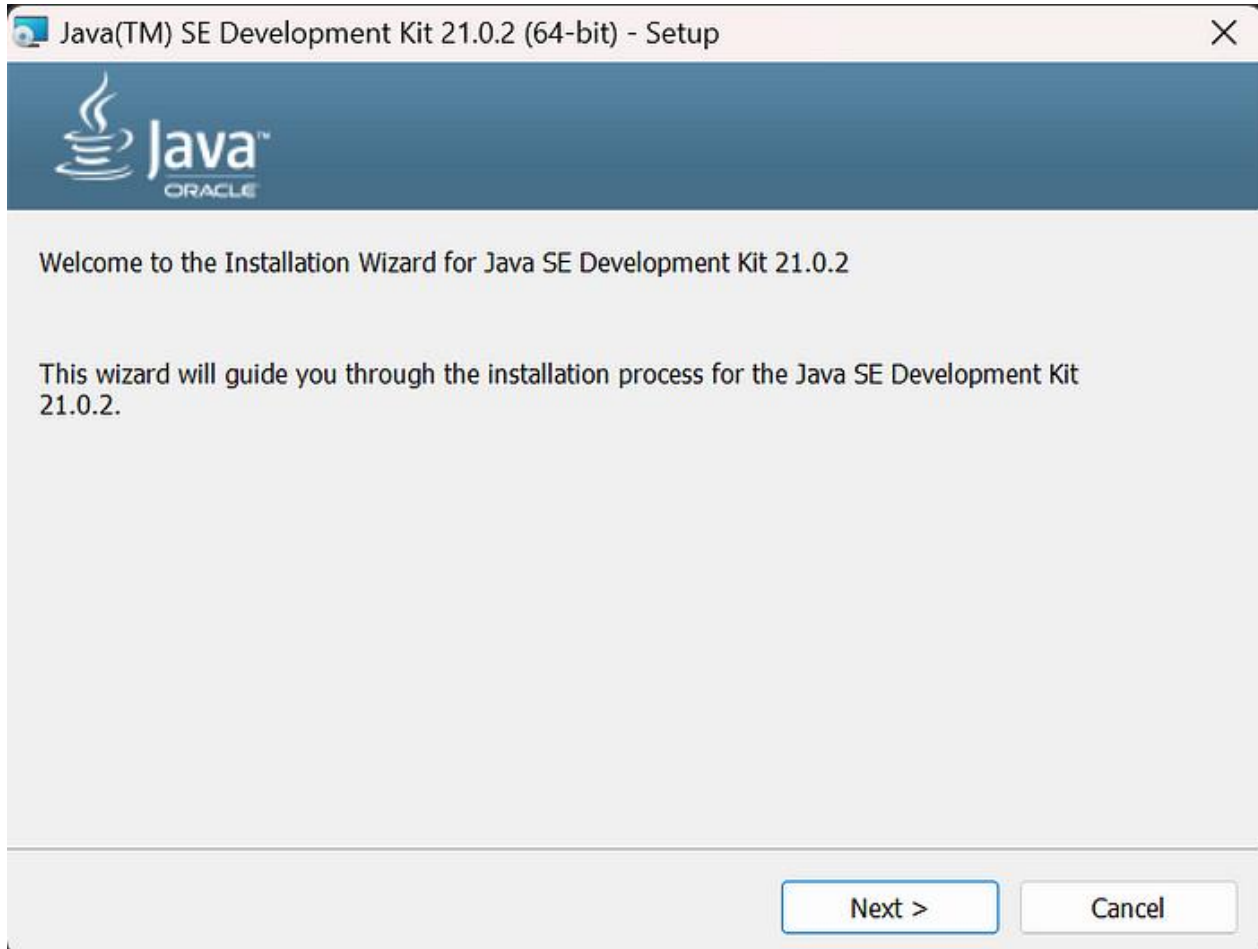 Java(TM) SE Development Kit 21.0.2 (64-bit) - Setup
Java™
ORACLE
Welcome to the Installation Wizard for Java SE Development Kit 21.0.2
This wizard will guide you through the installation process for the Java SE Development Kit
21.0.2.
Next > Cancel